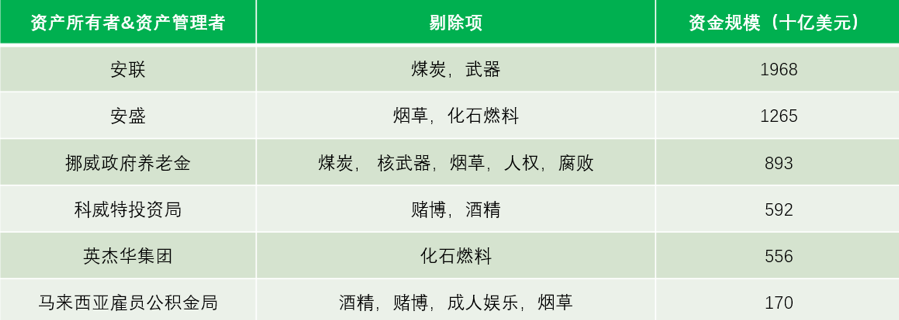 资产所有者&资产管理者 剔除项 资金规模（十亿美元）
安联 煤炭，武器 1968
安盛 烟草，化石燃料 1265
挪威政府养老金 煤炭， 核武器，烟草，人权，腐败 893
科威特投资局 赌博，酒精 592
英杰华集团 化石燃料 556
马来西亚雇员公积金局 酒精，赌博，成人娱乐，烟草 170